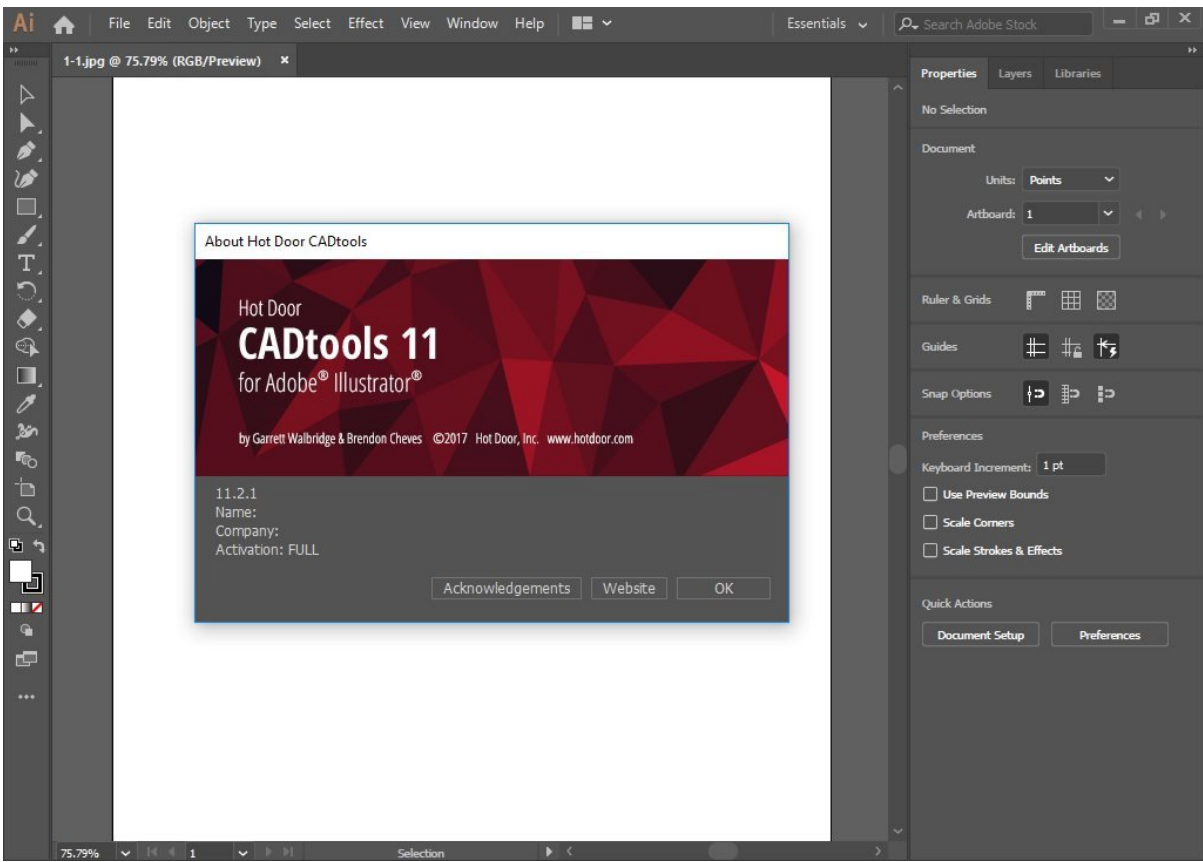 Ai File Edit Object Type Select Effect View Window Help Essentials Search Adobe Stock
1-1.jpg @ 75.79% (RGB/Preview) ×
Properties Layers Libraries
No Selection
Document
Units: Points
Artboard: 1
Edit Artboards
Ruler & Grids
Guides
Snap Options
Preferences
Keyboard Increment: 1 pt
Use Preview Bounds
Scale Corners
Scale Strokes & Effects
Quick Actions
Document Setup Preferences
About Hot Door CADtools
Hot Door
CADtools 11
for Adobe® Illustrator®
by Garrett Walbridge & Brendon Cheves ©2017 Hot Door, Inc. www.hotdoor.com
11.2.1
Name:
Company:
Activation: FULL
Acknowledgements Website OK
75.79% 1 Selection